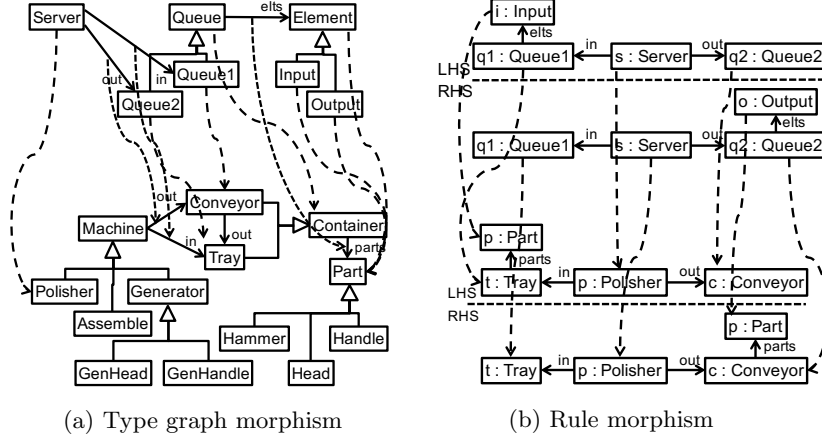 Server
Queue
elts
Element
out
in
Queue1
Queue2
Input
Output
Machine
out
Conveyor
in
out
Tray
Container
parts
Part
Polisher
Generator
Assemble
GenHead
GenHandle
Hammer
Head
Handle
(a) Type graph morphism
i : Input
elts
q1 : Queue1
in
s : Server
out
q2 : Queue2
LHS
RHS
o : Output
elts
q1 : Queue1
in
s : Server
out
q2 : Queue2
p : Part
parts
t : Tray
in
p : Polisher
out
c : Conveyor
LHS
RHS
p : Part
parts
t : Tray
in
p : Polisher
out
c : Conveyor
(b) Rule morphism